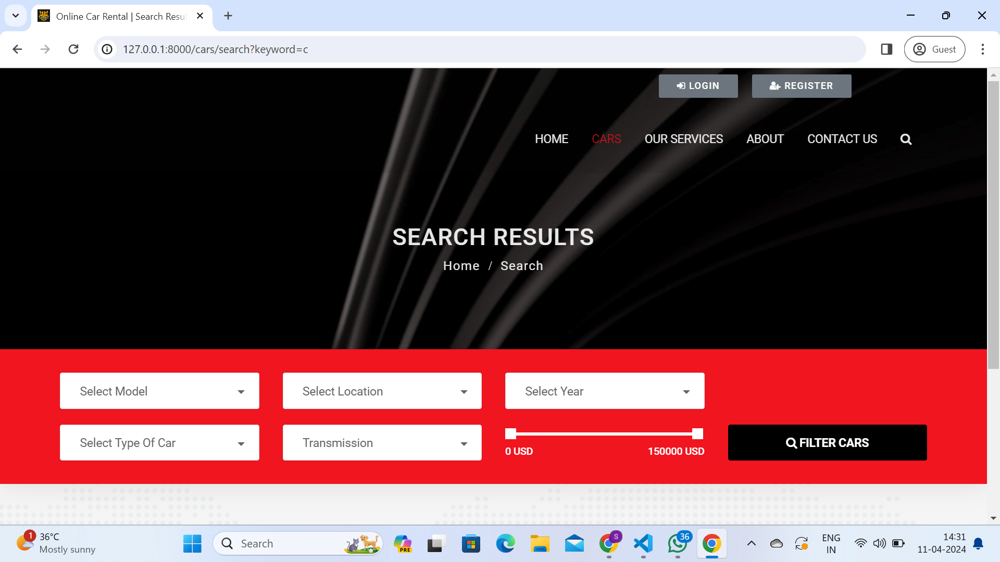 Online Car Rental | Search Resul
127.0.0.1:8000/cars/search?keyword=c
Guest
LOGIN
REGISTER
HOME
CARS
OUR SERVICES
ABOUT
CONTACT US
SEARCH RESULTS
Home / Search
Select Model
Select Location
Select Year
Select Type Of Car
Transmission
0 USD
150000 USD
FILTER CARS
1
36°C
Mostly sunny
Search
PRE
S
36
ENG
IN
14:31
11-04-2024